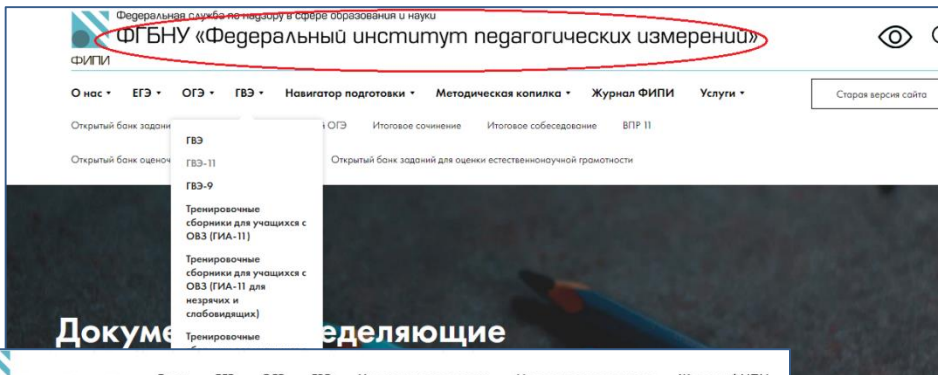 Федеральная служба по надзору в сфере образования и науки
ФГБНУ «Федеральный институт педагогических измерений»
ФИПИ
О нас ЕГЭ ОГЭ ГВЭ Навигатор подготовки Методическая копилка Журнал ФИПИ Услуги Старая версия сайта
Открытый банк задани ОГЭ Итоговое сочинение Итоговое собеседование ВПР 11
Открытый банк оценоч Открытый банк заданий для оценки естественнонаучной грамотности
ГВЭ
ГВЭ-11
ГВЭ-9
Тренировочные
сборники для учащихся с
ОВЗ (ГИА-11)
Тренировочные
сборники для учащихся с
ОВЗ (ГИА-11 для
незрячих и
слабовидящих)
Тренировочные
Докуме еделяющие